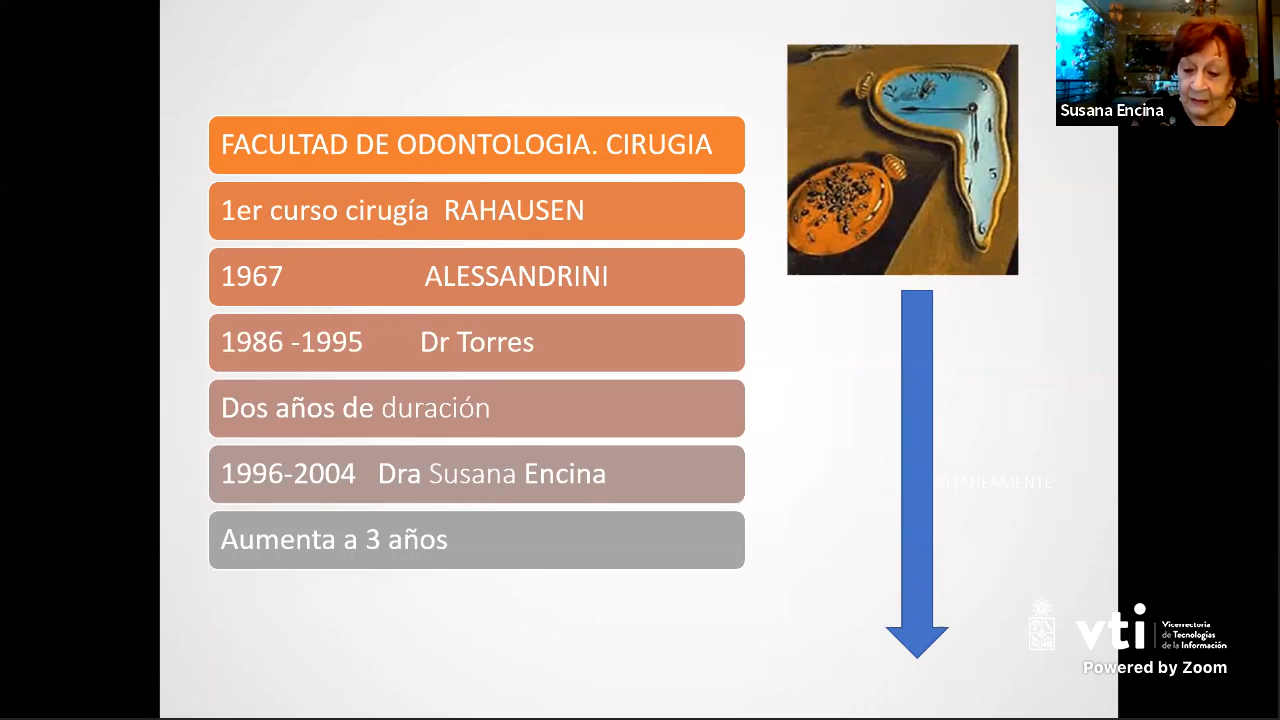 FACULTAD DE ODONTOLOGIA. CIRUGIA
1er curso cirugía RAHAUSEN
1967 ALESSANDRINI
1986 -1995 Dr Torres
Dos años de duración
1996-2004 Dra Susana Encina
Aumenta a 3 años
Susana Encina
vti
Vicerrectoría
de Tecnologías
de la Información
Powered by Zoom